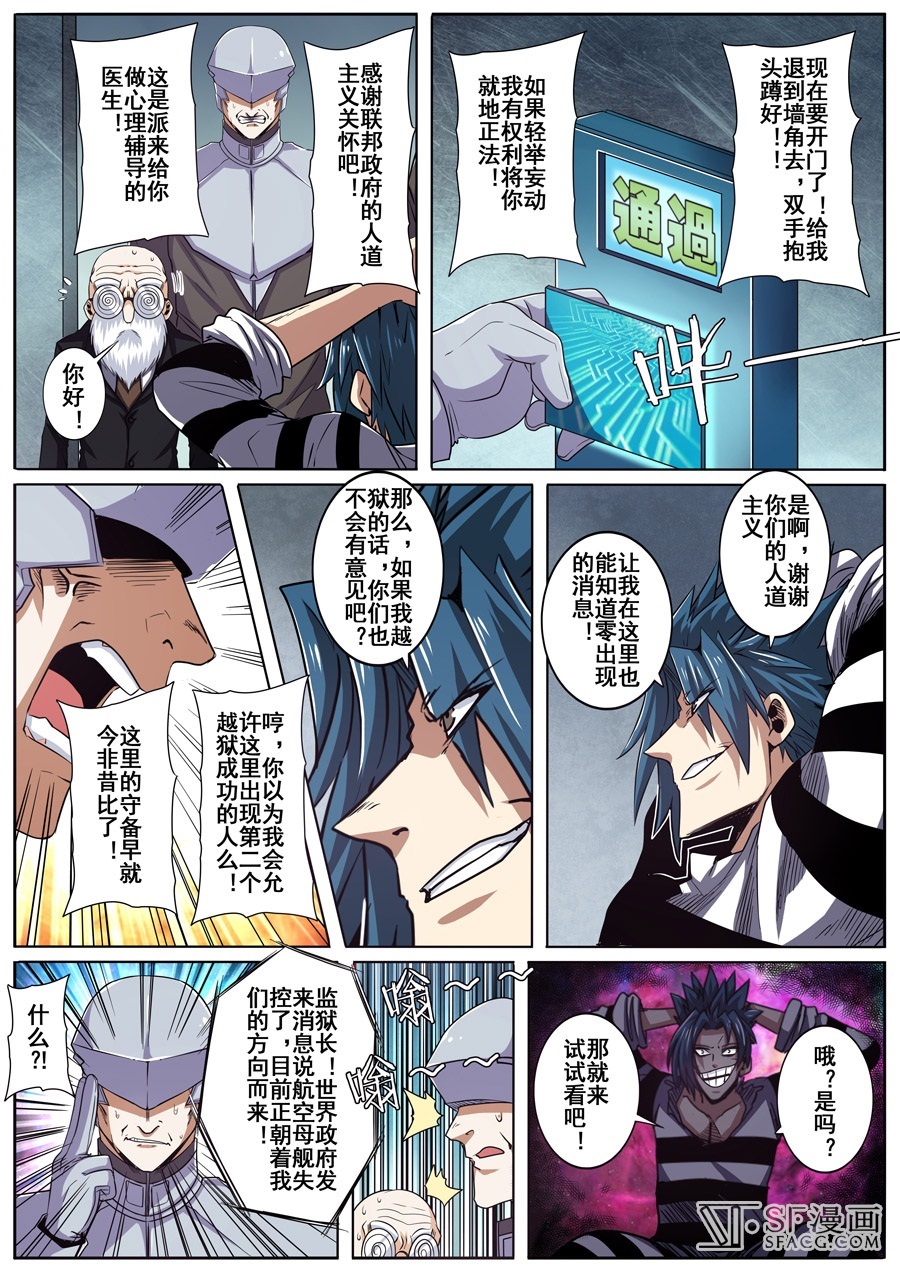 现在要开门了！给我
退到墙角去，双手抱
头蹲好！！
如果轻举妄动
我有权利将你
就地正法！
通過
叫
感谢联邦政府的人道
主义关怀吧！
这是派来给你
做心理辅导的
医生！
你好！
是啊，谢谢
你们的人道
主义
让我在这里也
能知道零出现
的消息！
那么，如果我越
狱的话，你们也
不会有意见吧？
哼，你以为我会允
许这里出现第二个
越狱成功的人么！
这里的守备早就
今非昔比了！
哦？是吗？
那就来
试试看吧！
嗡～
嗡～
监狱长！世界政府发
来消息说航空母舰失
控了，目前正朝着我
们的方向而来！
什么？！
SF漫画
SFACG.COM